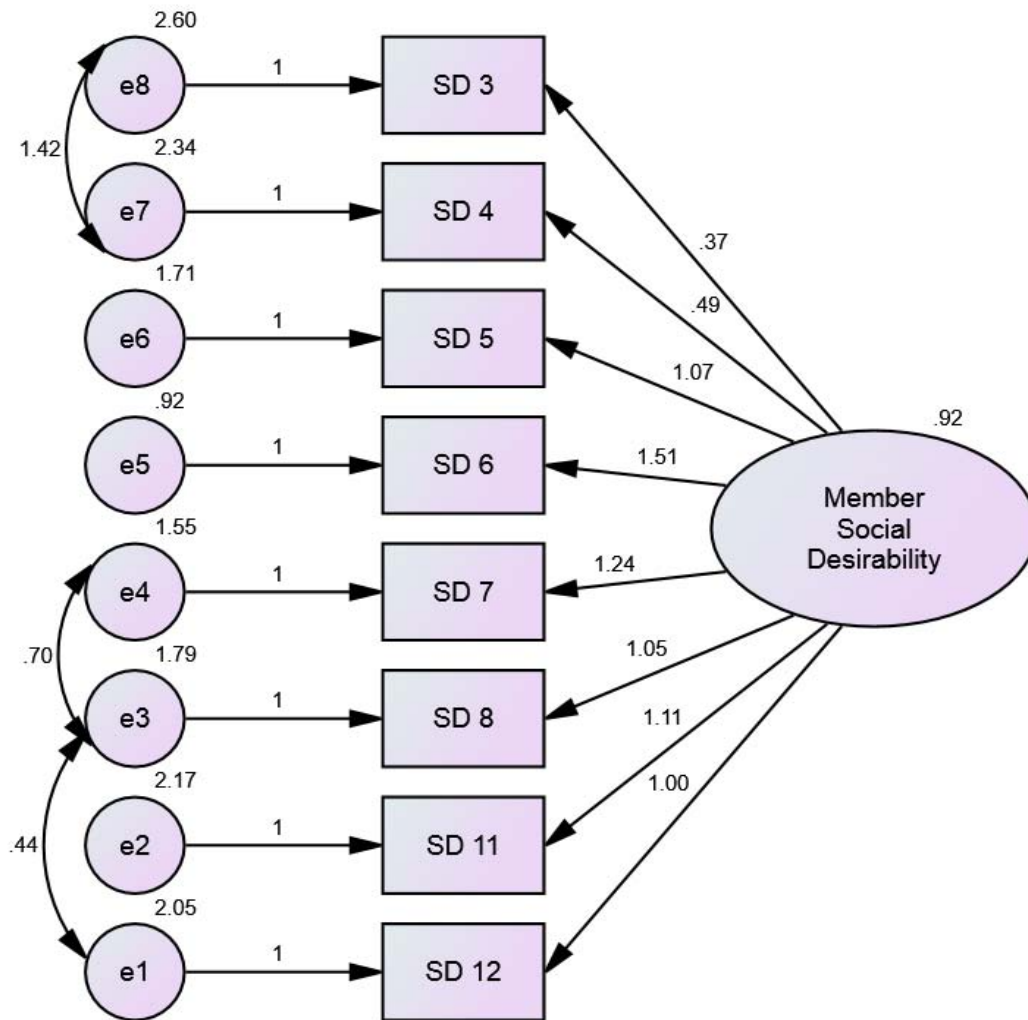 2.60
e8
1
SD 3
1.42
2.34
e7
1
SD 4
.37
.49
1.71
e6
1
SD 5
1.07
.92
e5
1
SD 6
1.51
.92
Member
Social
Desirability
1.55
e4
1
SD 7
1.24
.70
1.79
e3
1
SD 8
1.05
1.11
1.00
2.17
e2
1
SD 11
.44
2.05
e1
1
SD 12